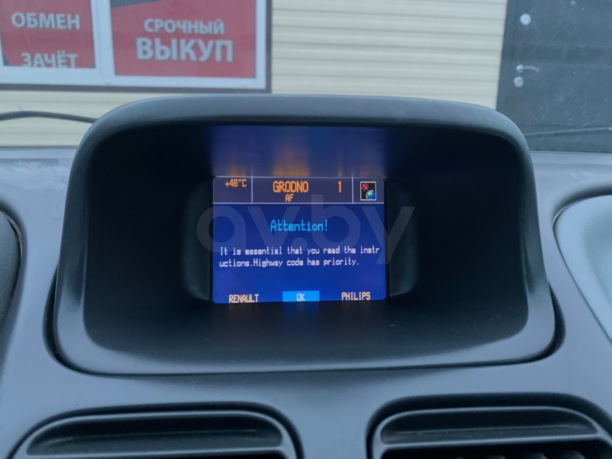 ОБМЕН
ЗАЧЁТ
СРОЧНЫЙ
ВЫКУП
+46°C
GRODNO 1
AF
Attention!
It is essential that you read the instr
uctions.Highway code has priority.
RENAULT OK PHILIPS
av.by